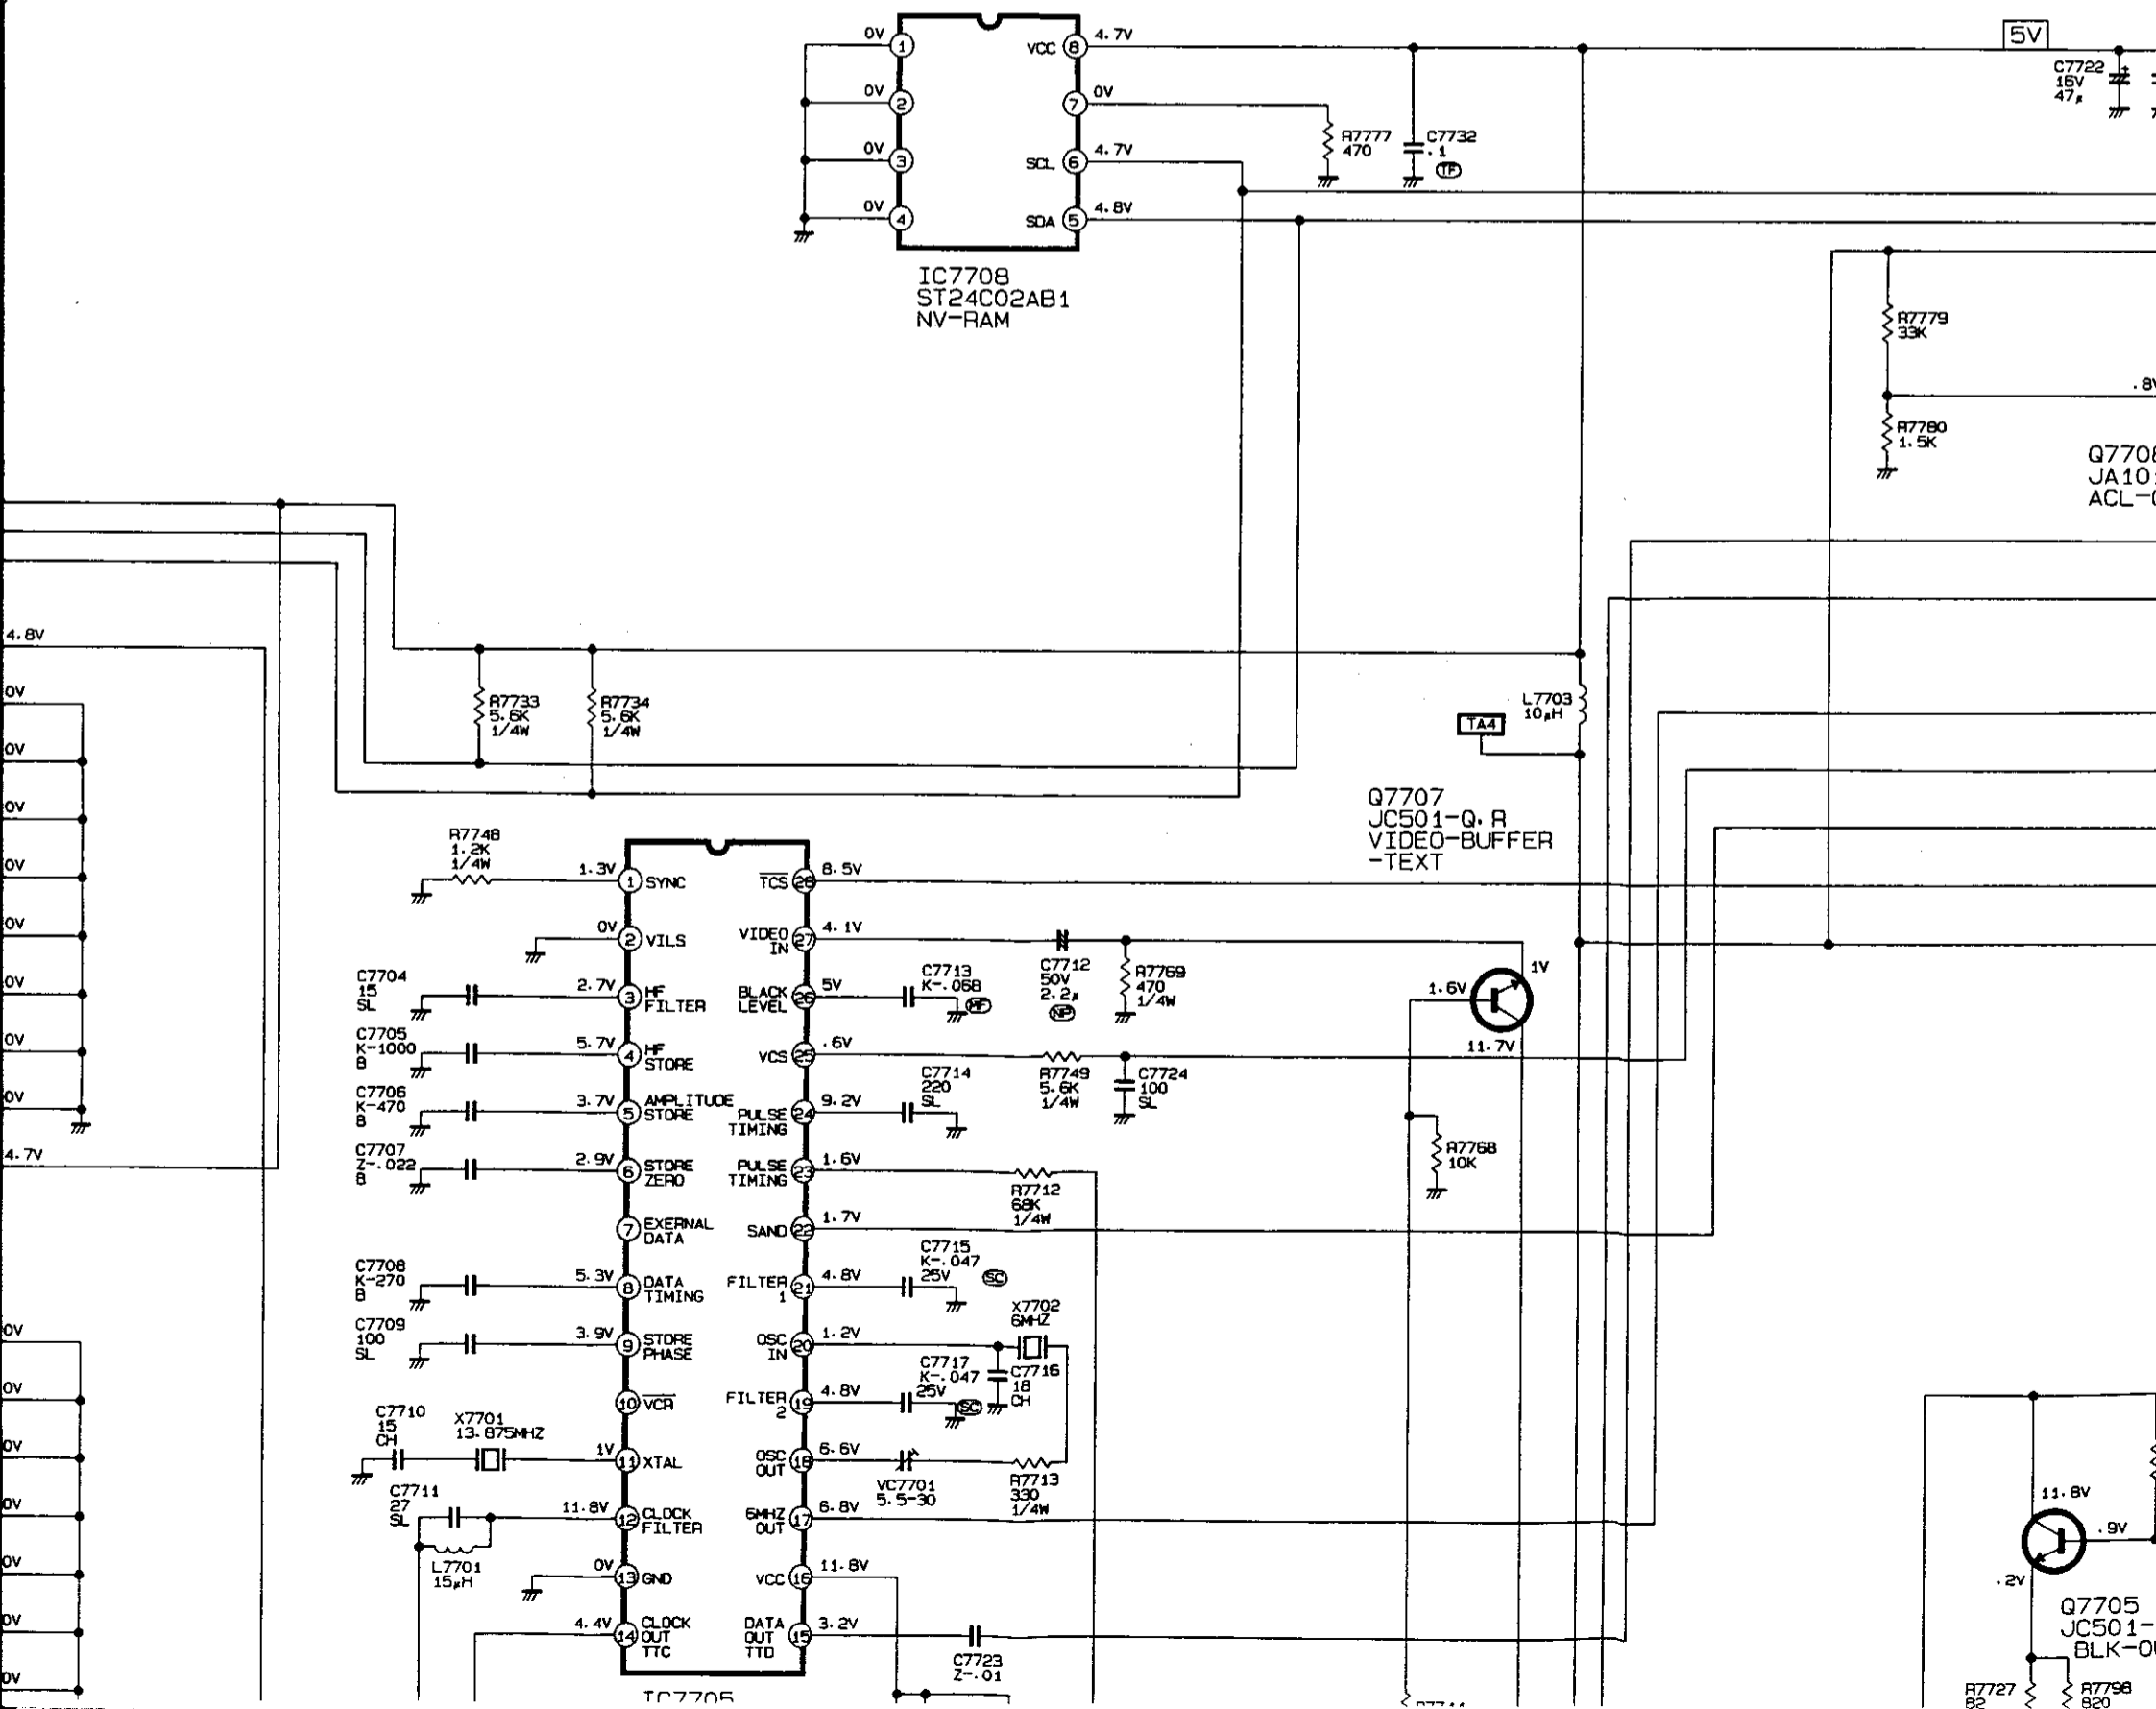 0V
1
VCC
8
4.7V
5V
0V
2
7
0V
C7722
16V
47µ
0V
3
SCL
6
4.7V
R7777
470
C7732
.1
TF
0V
4
SDA
5
4.8V
IC7708
ST24C02AB1
NV-RAM
R7779
33K
.8V
R7780
1.5K
Q7708
4.8V
0V
0V
0V
0V
0V
0V
0V
0V
4.7V
R7733
5.6K
1/4W
R7734
5.6K
1/4W
L7703
10µH
TA4
Q7707
JC501-Q.R
VIDEO-BUFFER
-TEXT
1V
1.6V
11.7V
R7768
10K
R7748
1.2K
1/4W
1.3V
1
SYNC
TCS
28
8.5V
0V
2
VILS
VIDEO
IN
27
4.1V
C7712
50V
2.2µ
NP
R7769
470
1/4W
C7704
15
SL
2.7V
3
HF
FILTER
BLACK
LEVEL
26
5V
C7713
K-.068
MF
C7705
K-1000
B
5.7V
4
HF
STORE
VCS
25
.6V
R7749
5.6K
1/4W
C7724
100
SL
C7706
K-470
B
3.7V
5
AMPLITUDE
STORE
PULSE
TIMING
24
9.2V
C7714
220
SL
C7707
Z-.022
B
2.9V
6
STORE
ZERO
PULSE
TIMING
23
1.6V
R7712
68K
1/4W
7
EXERNAL
DATA
SAND
22
1.7V
C7708
K-270
B
5.3V
8
DATA
TIMING
FILTER
1
21
4.8V
C7715
K-.047
25V
SC
C7709
100
SL
3.9V
9
STORE
PHASE
OSC
IN
20
1.2V
X7702
6MHZ
C7716
18
CH
10
VCR
FILTER
2
19
4.8V
C7717
K-.047
25V
SC
C7710
15
CH
X7701
13.875MHZ
1V
11
XTAL
OSC
OUT
18
6.6V
VC7701
5.5-30
R7713
330
1/4W
C7711
27
SL
L7701
15µH
11.8V
12
CLOCK
FILTER
6MHZ
OUT
17
6.8V
0V
13
GND
VCC
16
11.8V
4.4V
14
CLOCK
OUT
TTC
DATA
OUT
TTD
15
3.2V
C7723
Z-.01
IC7705
0V
0V
0V
0V
0V
0V
0V
11.8V
.9V
.2V
Q7705
JC501-
R7727
82
R7798
820